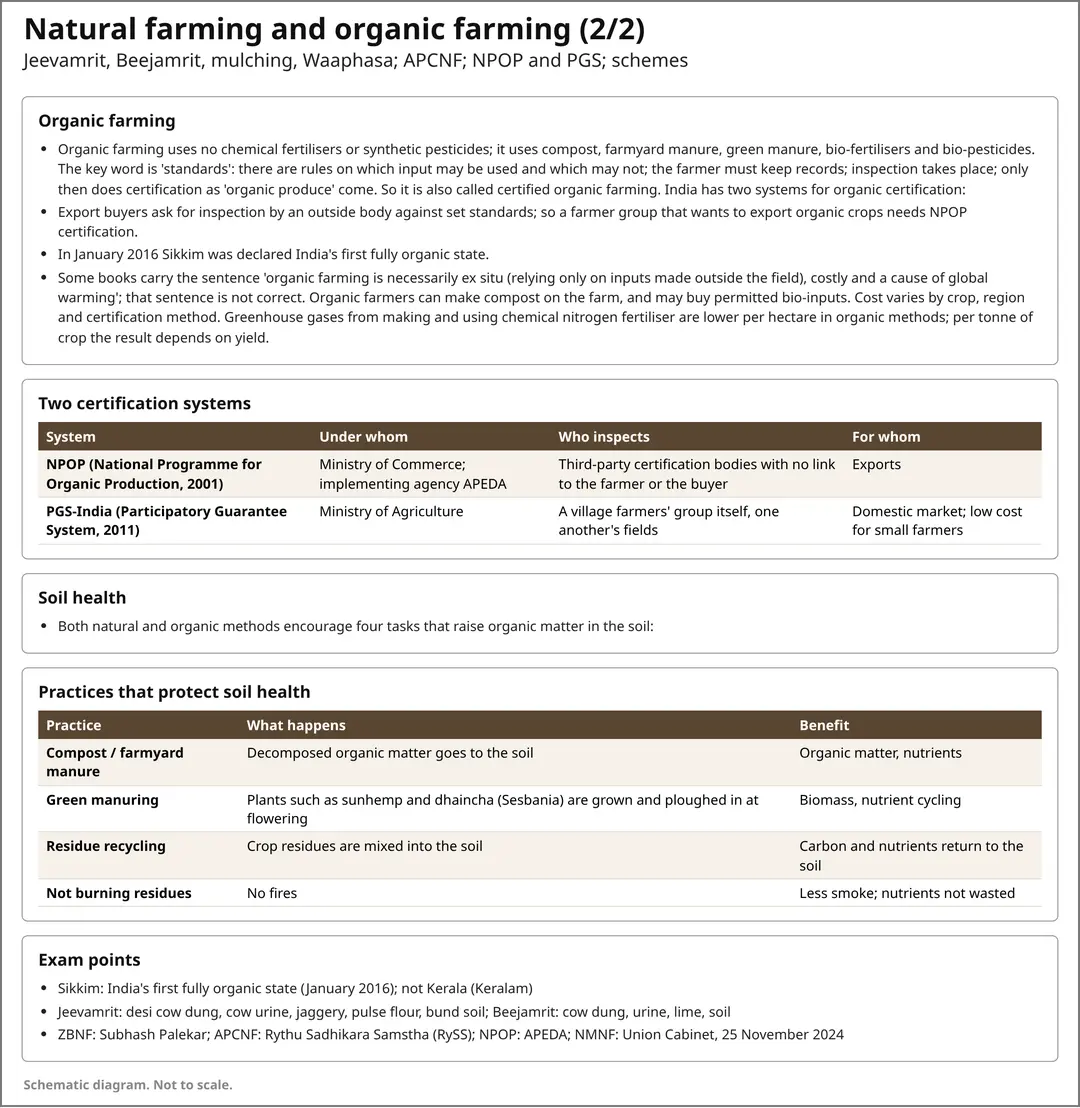 Natural farming and organic farming (2/2)
Jeevamrit, Beejamrit, mulching, Waaphasa; APCNF; NPOP and PGS; schemes
Organic farming
• Organic farming uses no chemical fertilisers or synthetic pesticides; it uses compost, farmyard manure, green manure, bio-fertilisers and bio-pesticides.
The key word is 'standards': there are rules on which input may be used and which may not; the farmer must keep records; inspection takes place; only
then does certification as 'organic produce' come. So it is also called certified organic farming. India has two systems for organic certification:
• Export buyers ask for inspection by an outside body against set standards; so a farmer group that wants to export organic crops needs NPOP
certification.
• In January 2016 Sikkim was declared India's first fully organic state.
• Some books carry the sentence 'organic farming is necessarily ex situ (relying only on inputs made outside the field), costly and a cause of global
warming'; that sentence is not correct. Organic farmers can make compost on the farm, and may buy permitted bio-inputs. Cost varies by crop, region
and certification method. Greenhouse gases from making and using chemical nitrogen fertiliser are lower per hectare in organic methods; per tonne of
crop the result depends on yield.
Two certification systems
System Under whom Who inspects For whom
NPOP (National Programme for Ministry of Commerce; Third-party certification bodies with no link Exports
Organic Production, 2001) implementing agency APEDA to the farmer or the buyer
PGS-India (Participatory Guarantee Ministry of Agriculture A village farmers' group itself, one Domestic market; low cost
System, 2011) another's fields for small farmers
Soil health
• Both natural and organic methods encourage four tasks that raise organic matter in the soil:
Practices that protect soil health
Practice What happens Benefit
Compost / farmyard Decomposed organic matter goes to the soil Organic matter, nutrients
manure
Green manuring Plants such as sunhemp and dhaincha (Sesbania) are grown and ploughed in at Biomass, nutrient cycling
flowering
Residue recycling Crop residues are mixed into the soil Carbon and nutrients return to the
soil
Not burning residues No fires Less smoke; nutrients not wasted
Exam points
• Sikkim: India's first fully organic state (January 2016); not Kerala (Keralam)
• Jeevamrit: desi cow dung, cow urine, jaggery, pulse flour, bund soil; Beejamrit: cow dung, urine, lime, soil
• ZBNF: Subhash Palekar; APCNF: Rythu Sadhikara Samstha (RySS); NPOP: APEDA; NMNF: Union Cabinet, 25 November 2024
Schematic diagram. Not to scale.